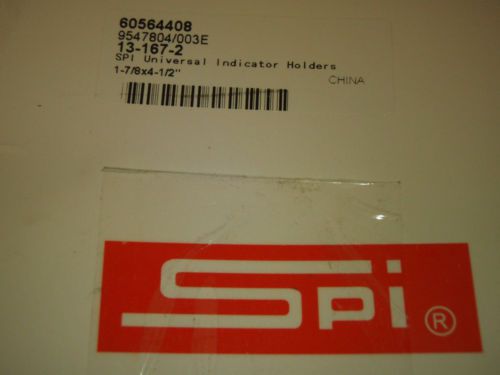 60564408
9547804/003E
13-167-2
SPI Universal Indicator Holders
1-7/8x4-1/2"
CHINA
SPi ®